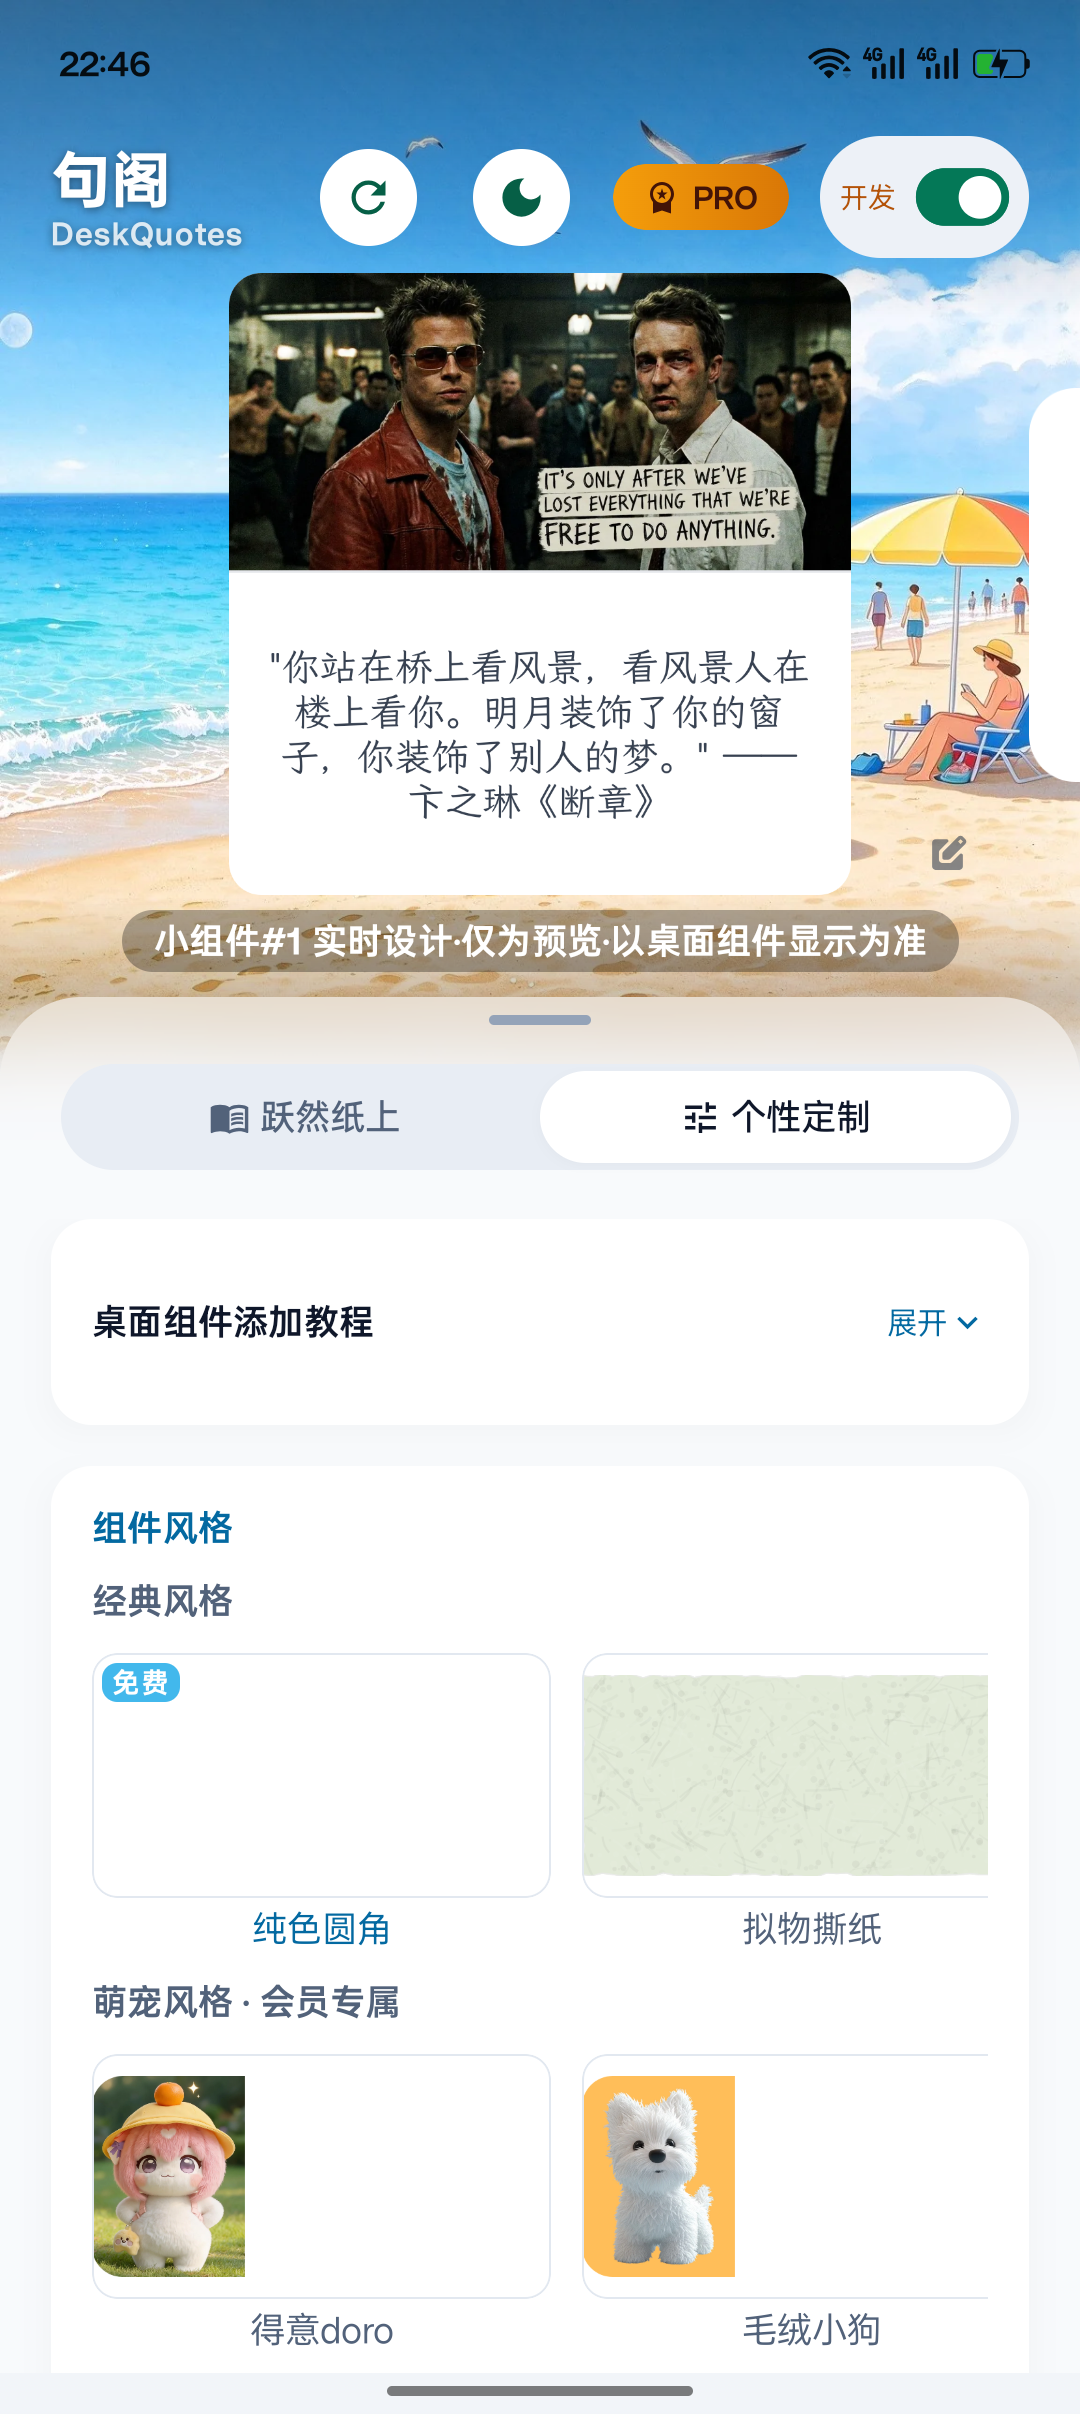 22:46
4G
4G
句阁
DeskQuotes
PRO
开发
IT'S ONLY AFTER WE'VE
LOST EVERYTHING THAT WE'RE
FREE TO DO ANYTHING.
"你站在桥上看风景，看风景人在
楼上看你。明月装饰了你的窗
子，你装饰了别人的梦。" ——
卞之琳《断章》
小组件#1 实时设计·仅为预览·以桌面组件显示为准
跃然纸上
个性定制
桌面组件添加教程
展开
组件风格
经典风格
免费
纯色圆角
拟物撕纸
萌宠风格 · 会员专属
得意doro
毛绒小狗